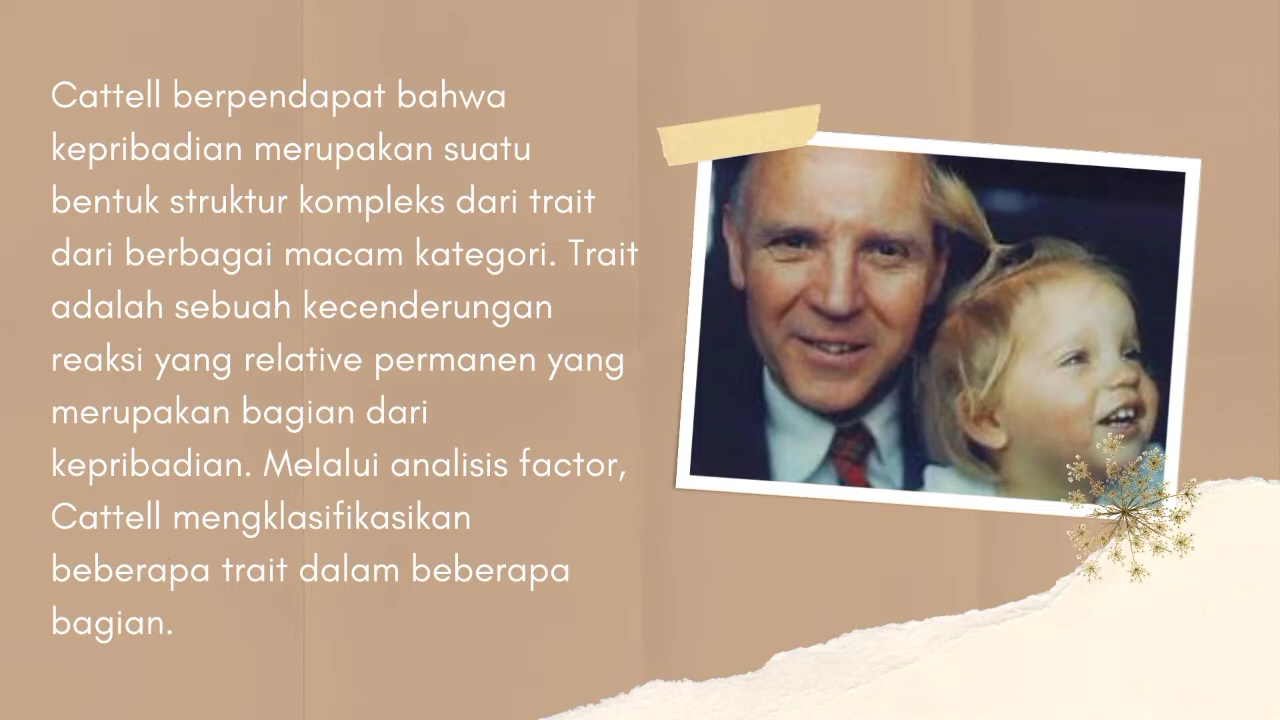 Cattell berpendapat bahwa
kepribadian merupakan suatu
bentuk struktur kompleks dari trait
dari berbagai macam kategori. Trait
adalah sebuah kecenderungan
reaksi yang relative permanen yang
merupakan bagian dari
kepribadian. Melalui analisis factor,
Cattell mengklasifikasikan
beberapa trait dalam beberapa
bagian.